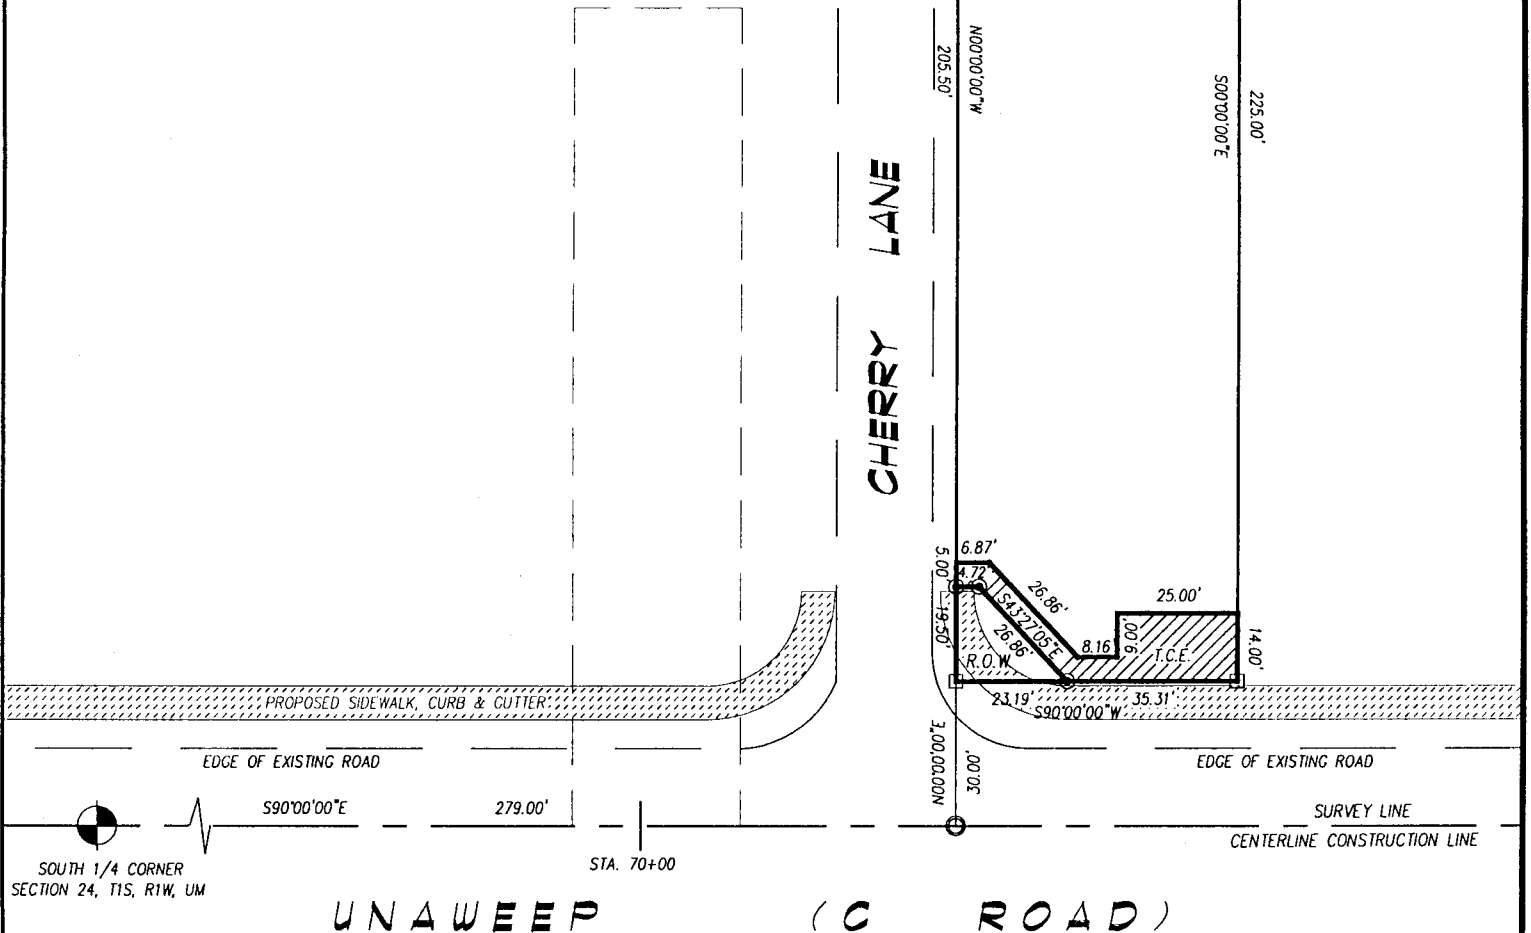 N00°00'00"W
205.50'
225.00'
S00°00'00"E
CHERRY LANE
6.87'
5.00'
4.72'
26.86'
S43°27'05"E
26.86'
19.50'
R.O.W.
8.16'
9.00'
25.00'
T.C.E.
14.00'
23.19'
35.31'
S90°00'00"W
PROPOSED SIDEWALK, CURB & GUTTER
EDGE OF EXISTING ROAD
EDGE OF EXISTING ROAD
N00°00'00"E
30.00'
S90°00'00"E
279.00'
SURVEY LINE
CENTERLINE CONSTRUCTION LINE
STA. 70+00
SOUTH 1/4 CORNER
SECTION 24, T1S, R1W, UM
UNAWEEP (C ROAD)